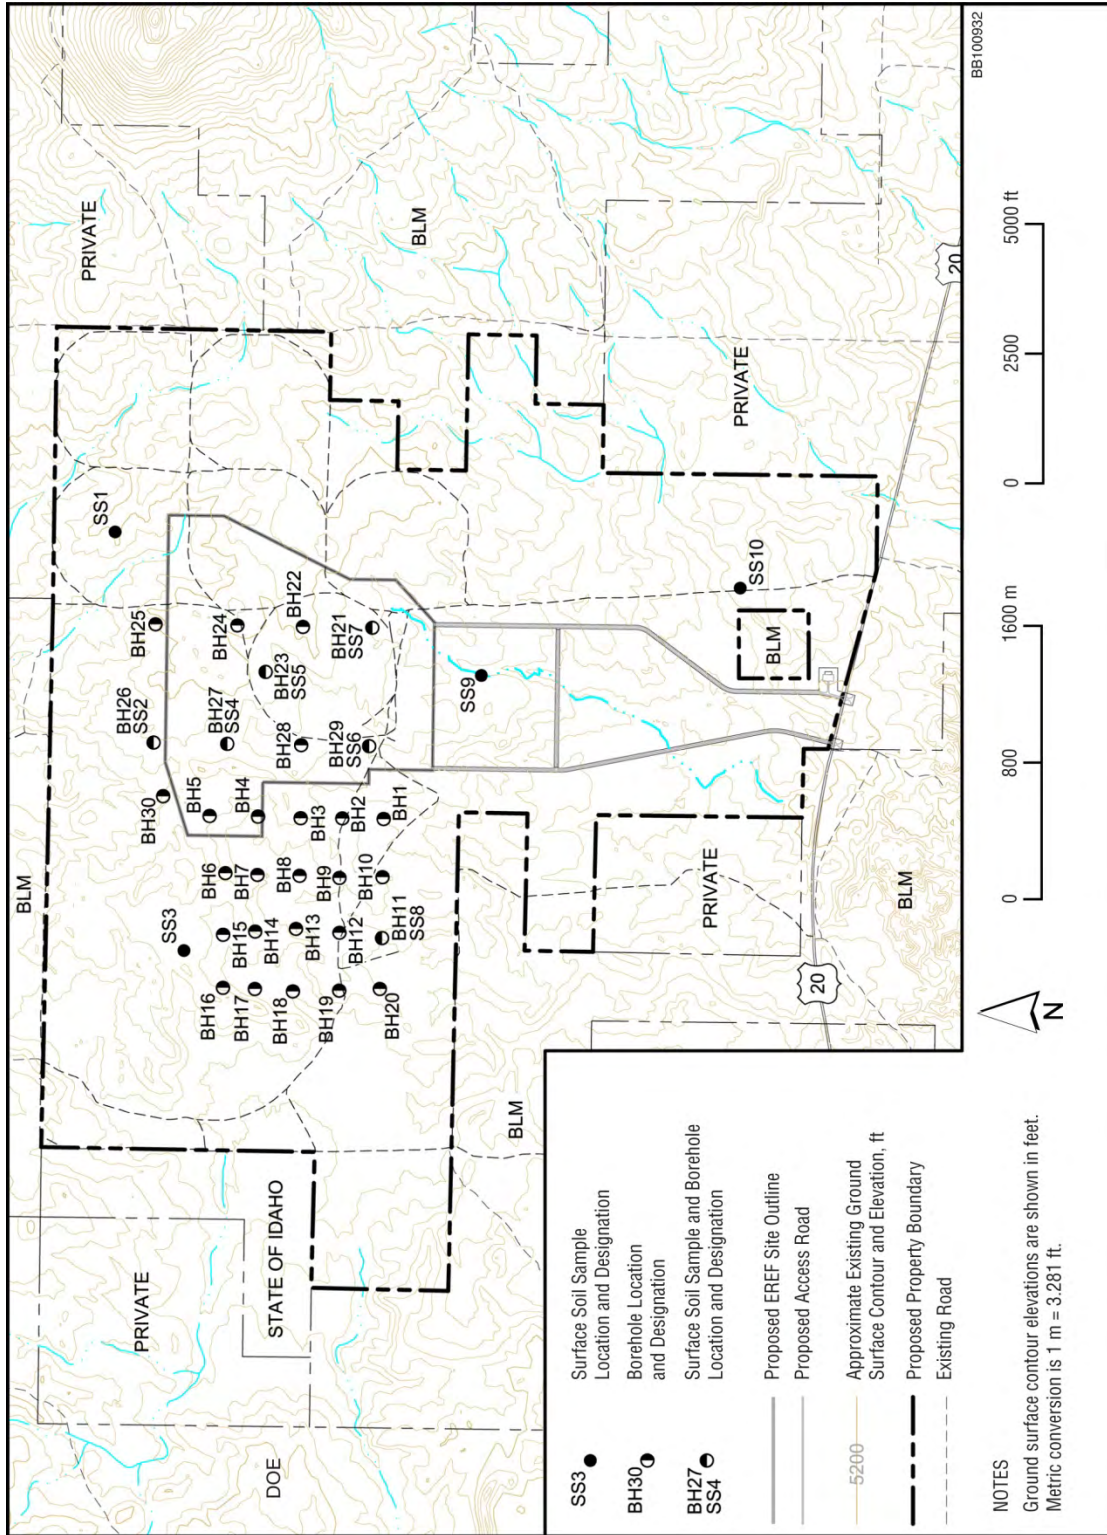 PRIVATE
BLM
SS1
BH25
BH26
SS2
BH30
BH24
BH27
SS4
BH5
BH22
BH23
SS5
BH4
BH28
BH3
BH21
SS7
BH29
SS6
BH2
BH1
BH6
BH7
BH8
BH9
BH10
SS3
BH15
BH14
BH13
BH12
BH11
SS8
BH16
BH17
BH18
BH19
BH20
SS9
SS10
BLM
BLM
PRIVATE
PRIVATE
BLM
20
20
BLM
PRIVATE
STATE OF IDAHO
DOE
BB100932
SS3
Surface Soil Sample
Location and Designation
BH30
Borehole Location
and Designation
BH27
SS4
Surface Soil Sample and Borehole
Location and Designation
Proposed EREF Site Outline
Proposed Access Road
5200
Approximate Existing Ground
Surface Contour and Elevation, ft
Proposed Property Boundary
Existing Road
NOTES
Ground surface contour elevations are shown in feet.
Metric conversion is 1 m = 3.281 ft.
N
0 800 1600 m
0 2500 5000 ft